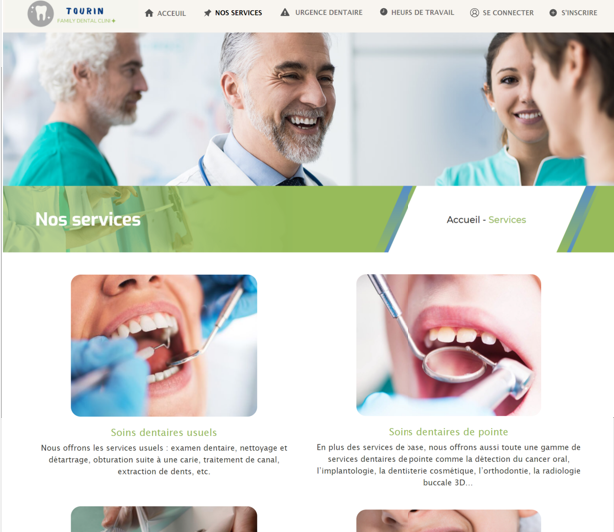 TOURIN
FAMILY DENTAL CLINI
ACCEUIL
NOS SERVICES
URGENCE DENTAIRE
HEURS DE TRAVAIL
SE CONNECTER
S'INSCRIRE
Nos services
Accueil - Services
Soins dentaires usuels
Nous offrons les services usuels : examen dentaire, nettoyage et
détartrage, obturation suite à une carie, traitement de canal,
extraction de dents, etc.
Soins dentaires de pointe
En plus des services de base, nous offrons aussi toute une gamme de
services dentaires de pointe comme la détection du cancer oral,
l'implantologie, la dentisterie cosmétique, l'orthodontie, la radiologie
buccale 3D...